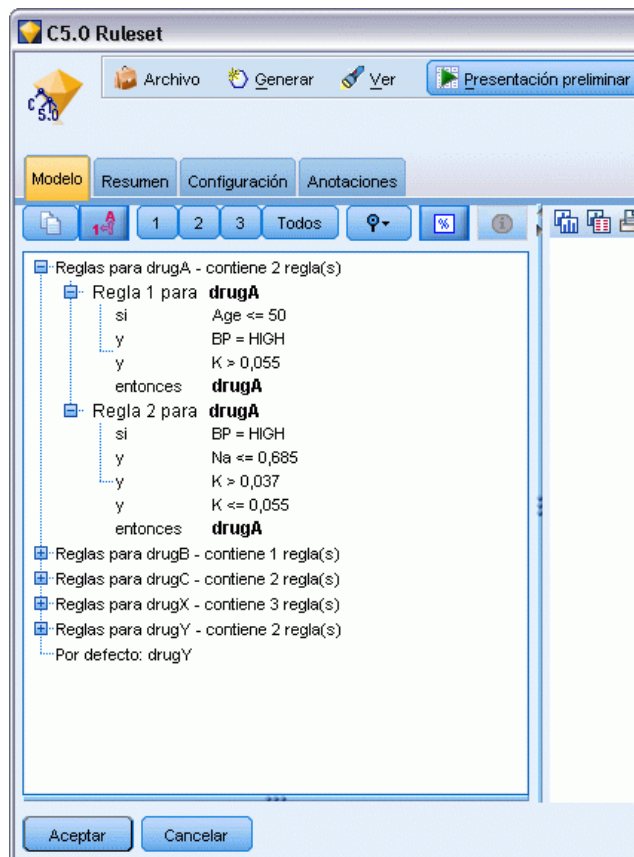 C5.0 Ruleset
C 5.0
Archivo Generar Ver Presentación preliminar
Modelo Resumen Configuración Anotaciones
1 2 3 Todos %
Reglas para drugA - contiene 2 regla(s)
Regla 1 para drugA
si Age <= 50
y BP = HIGH
y K > 0,055
entonces drugA
Regla 2 para drugA
si BP = HIGH
y Na <= 0,685
y K > 0,037
y K <= 0,055
entonces drugA
Reglas para drugB - contiene 1 regla(s)
Reglas para drugC - contiene 2 regla(s)
Reglas para drugX - contiene 3 regla(s)
Reglas para drugY - contiene 2 regla(s)
Por defecto: drugY
Aceptar Cancelar